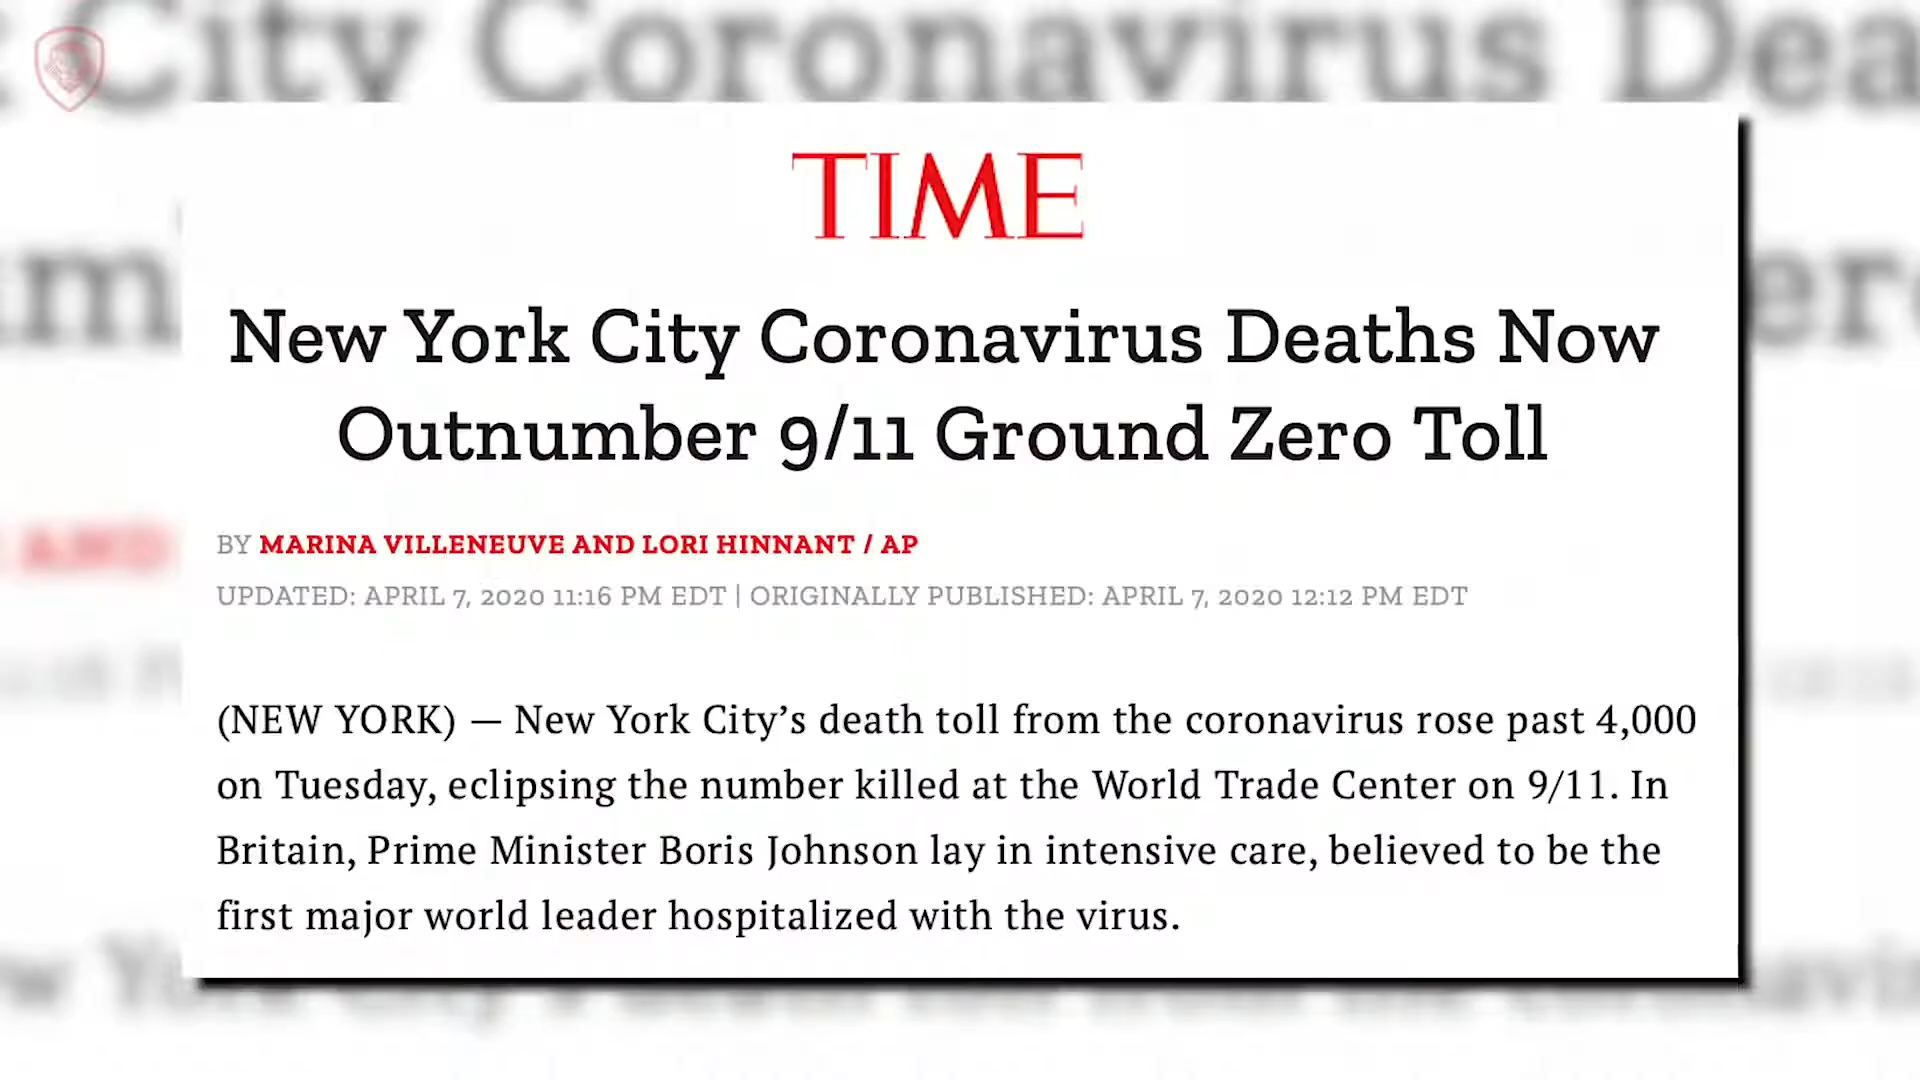 City Coronavirus Dea
TIME
New York City Coronavirus Deaths Now
Outnumber 9/11 Ground Zero Toll
BY MARINA VILLENEUVE AND LORI HINNANT / AP
UPDATED: APRIL 7, 2020 11:16 PM EDT | ORIGINALLY PUBLISHED: APRIL 7, 2020 12:12 PM EDT
(NEW YORK) — New York City’s death toll from the coronavirus rose past 4,000
on Tuesday, eclipsing the number killed at the World Trade Center on 9/11. In
Britain, Prime Minister Boris Johnson lay in intensive care, believed to be the
first major world leader hospitalized with the virus.